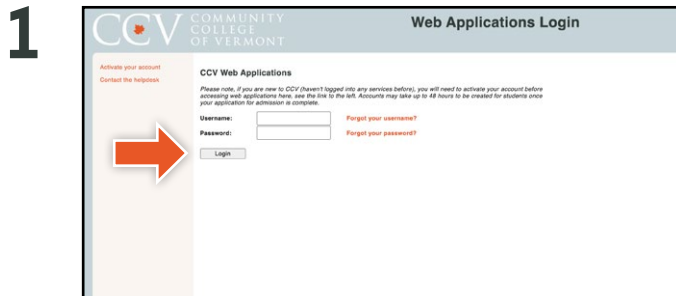 1
CCV COMMUNITY
COLLEGE
OF VERMONT
Web Applications Login
Activate your account
Contact the helpdesk
CCV Web Applications
Please note, if you are new to CCV (haven't logged into any services before), you will need to activate your account before
accessing web applications here, see the link to the left. Accounts may take up to 48 hours to be created for students once
your application for admission is complete.
Username:
Forgot your username?
Password:
Forgot your password?
Login